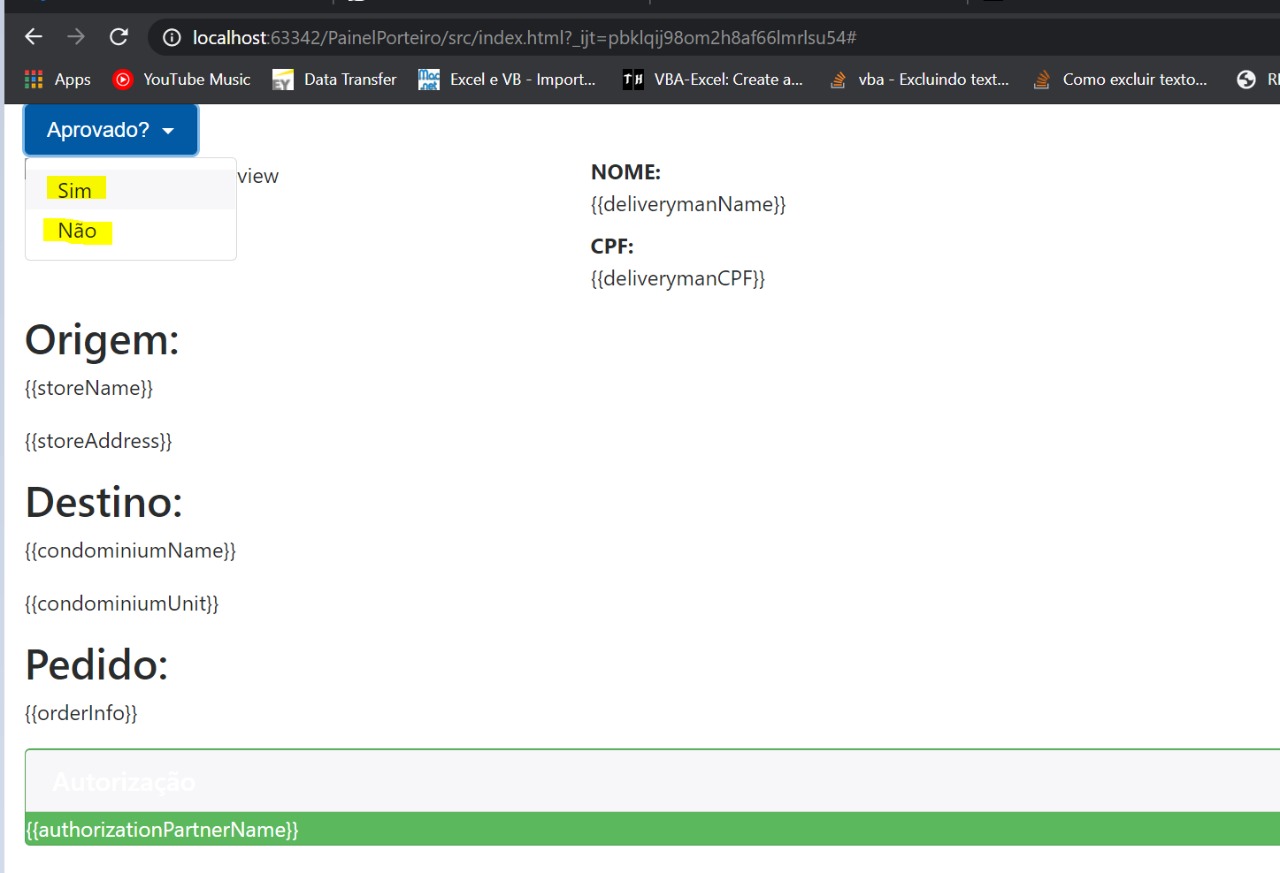 localhost:63342/PainelPorteiro/src/index.html?_ijt=pbklqij98om2h8af66lmrlsu54#
Apps YouTube Music Data Transfer Excel e VB - Import... VBA-Excel: Create a... vba - Excluindo text... Como excluir texto...
Aprovado?
Sim
Não
view
NOME:
{{deliverymanName}}
CPF:
{{deliverymanCPF}}
Origem:
{{storeName}}
{{storeAddress}}
Destino:
{{condominiumName}}
{{condominiumUnit}}
Pedido:
{{orderInfo}}
Autorização
{{authorizationPartnerName}}